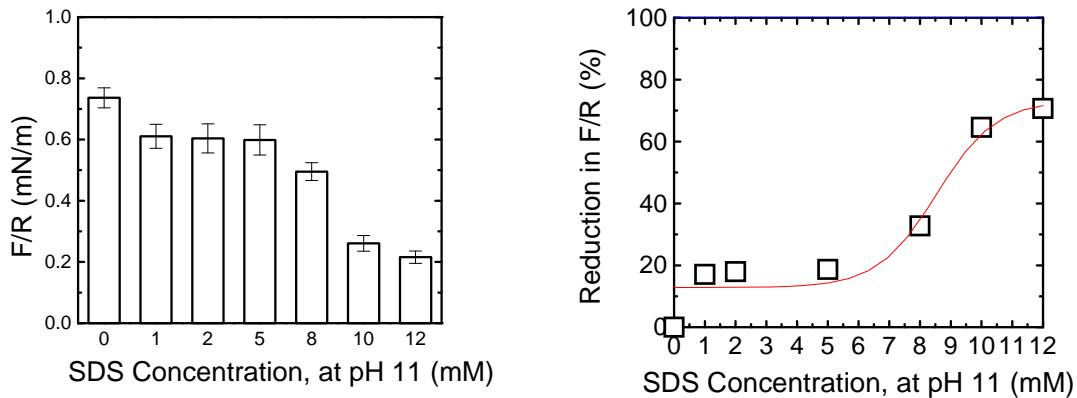 1.0
0.8
0.6
0.4
0.2
0.0
F/R (mN/m)
0 1 2 5 8 10 12
SDS Concentration, at pH 11 (mM)
100
80
60
40
20
0
Reduction in F/R (%)
0 1 2 3 4 5 6 7 8 9 10 11 12
SDS Concentration, at pH 11 (mM)